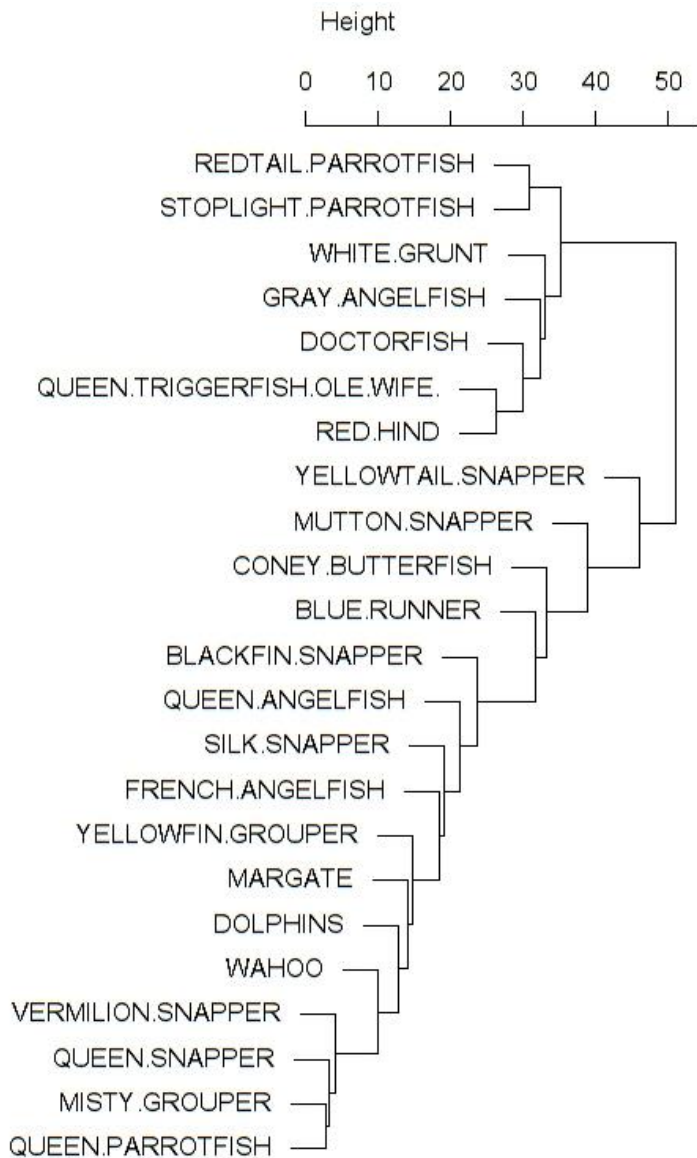 Height
0 10 20 30 40 50
REDTAIL.PARROTFISH
STOPLIGHT.PARROTFISH
WHITE.GRUNT
GRAY.ANGELFISH
DOCTORFISH
QUEEN.TRIGGERFISH.OLE.WIFE.
RED.HIND
YELLOWTAIL.SNAPPER
MUTTON.SNAPPER
CONEY.BUTTERFISH
BLUE.RUNNER
BLACKFIN.SNAPPER
QUEEN.ANGELFISH
SILK.SNAPPER
FRENCH.ANGELFISH
YELLOWFIN.GROUPER
MARGATE
DOLPHINS
WAHOO
VERMILION.SNAPPER
QUEEN.SNAPPER
MISTY.GROUPER
QUEEN.PARROTFISH